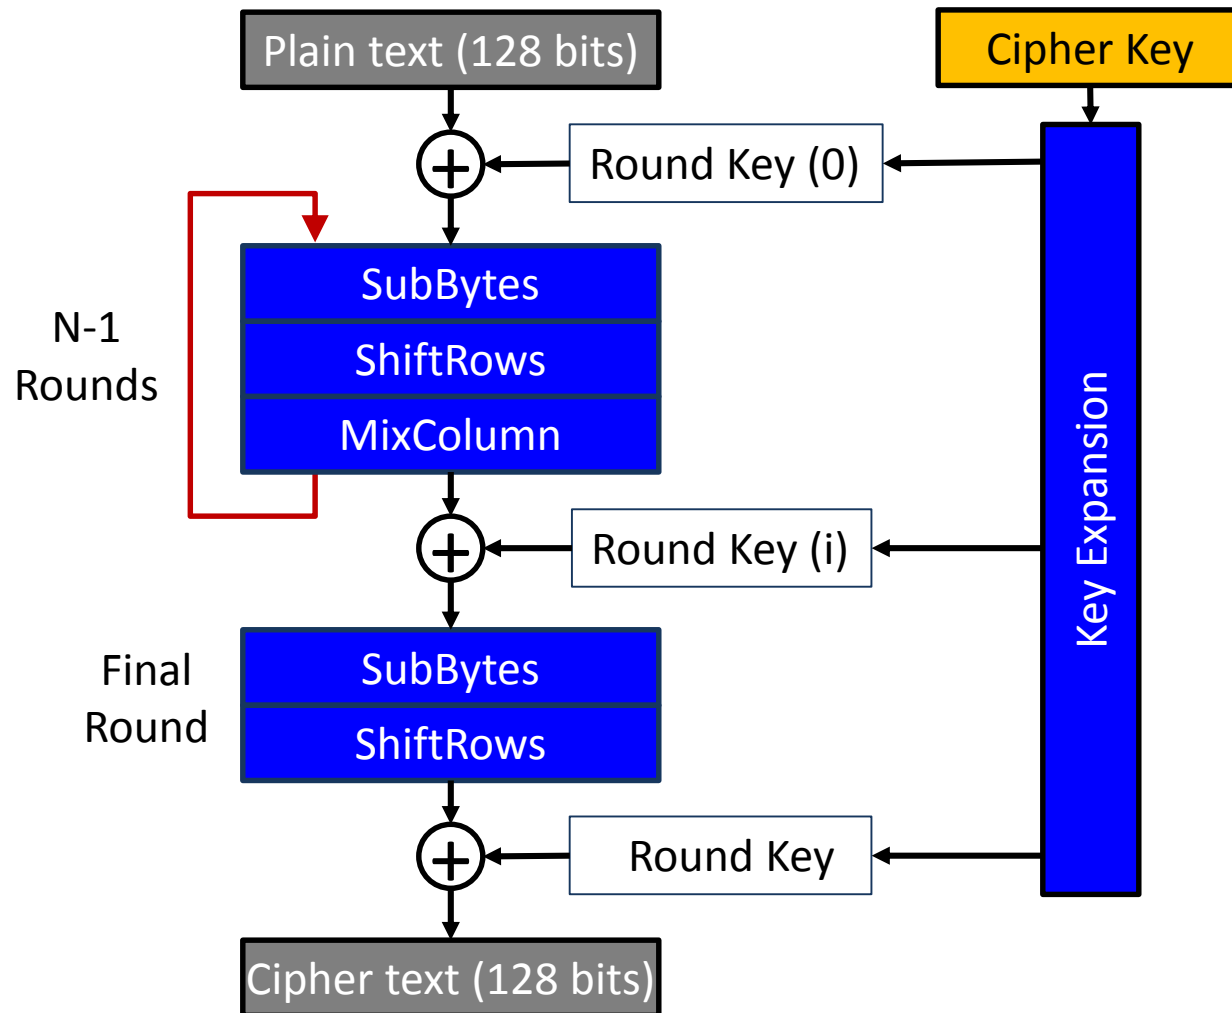 Plain text (128 bits)
Cipher Key
Round Key (0)
SubBytes
ShiftRows
MixColumn
N-1
Rounds
Round Key (i)
Key Expansion
SubBytes
ShiftRows
Final
Round
Round Key
Cipher text (128 bits)